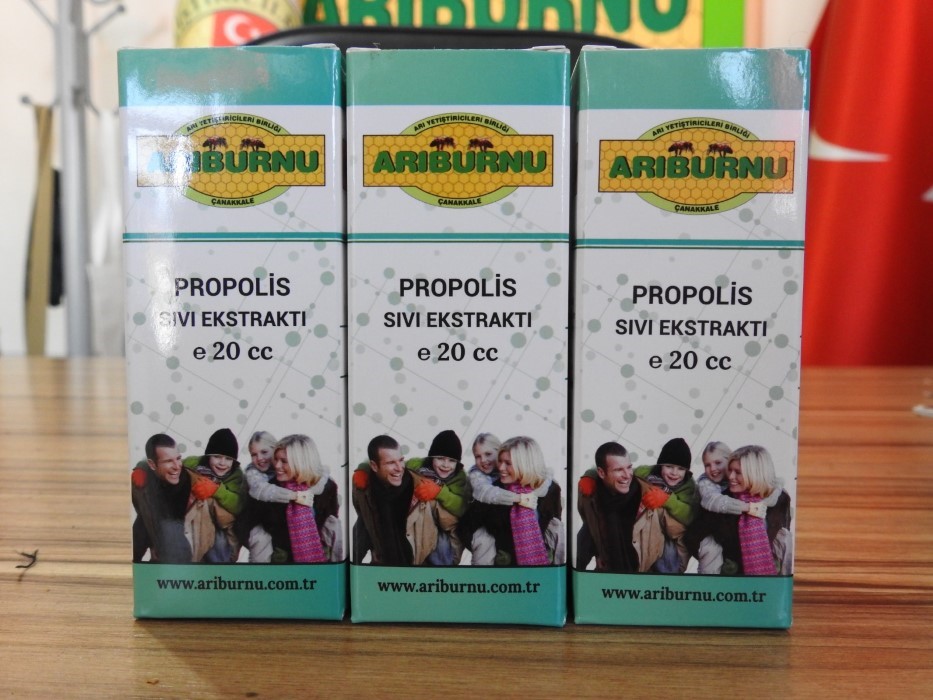 ARIBURNU
ARI YETİŞTİRİCİLERİ BİRLİĞİ
ARIBURNU
ÇANAKKALE
PROPOLİS
SIVI EKSTRAKTI
e 20 cc
www.ariburnu.com.tr
ARI YETİŞTİRİCİLERİ BİRLİĞİ
ARIBURNU
ÇANAKKALE
PROPOLİS
SIVI EKSTRAKTI
e 20 cc
www.ariburnu.com.tr
ARI YETİŞTİRİCİLERİ BİRLİĞİ
ARIBURNU
ÇANAKKALE
PROPOLİS
SIVI EKSTRAKTI
e 20 cc
www.ariburnu.com.tr